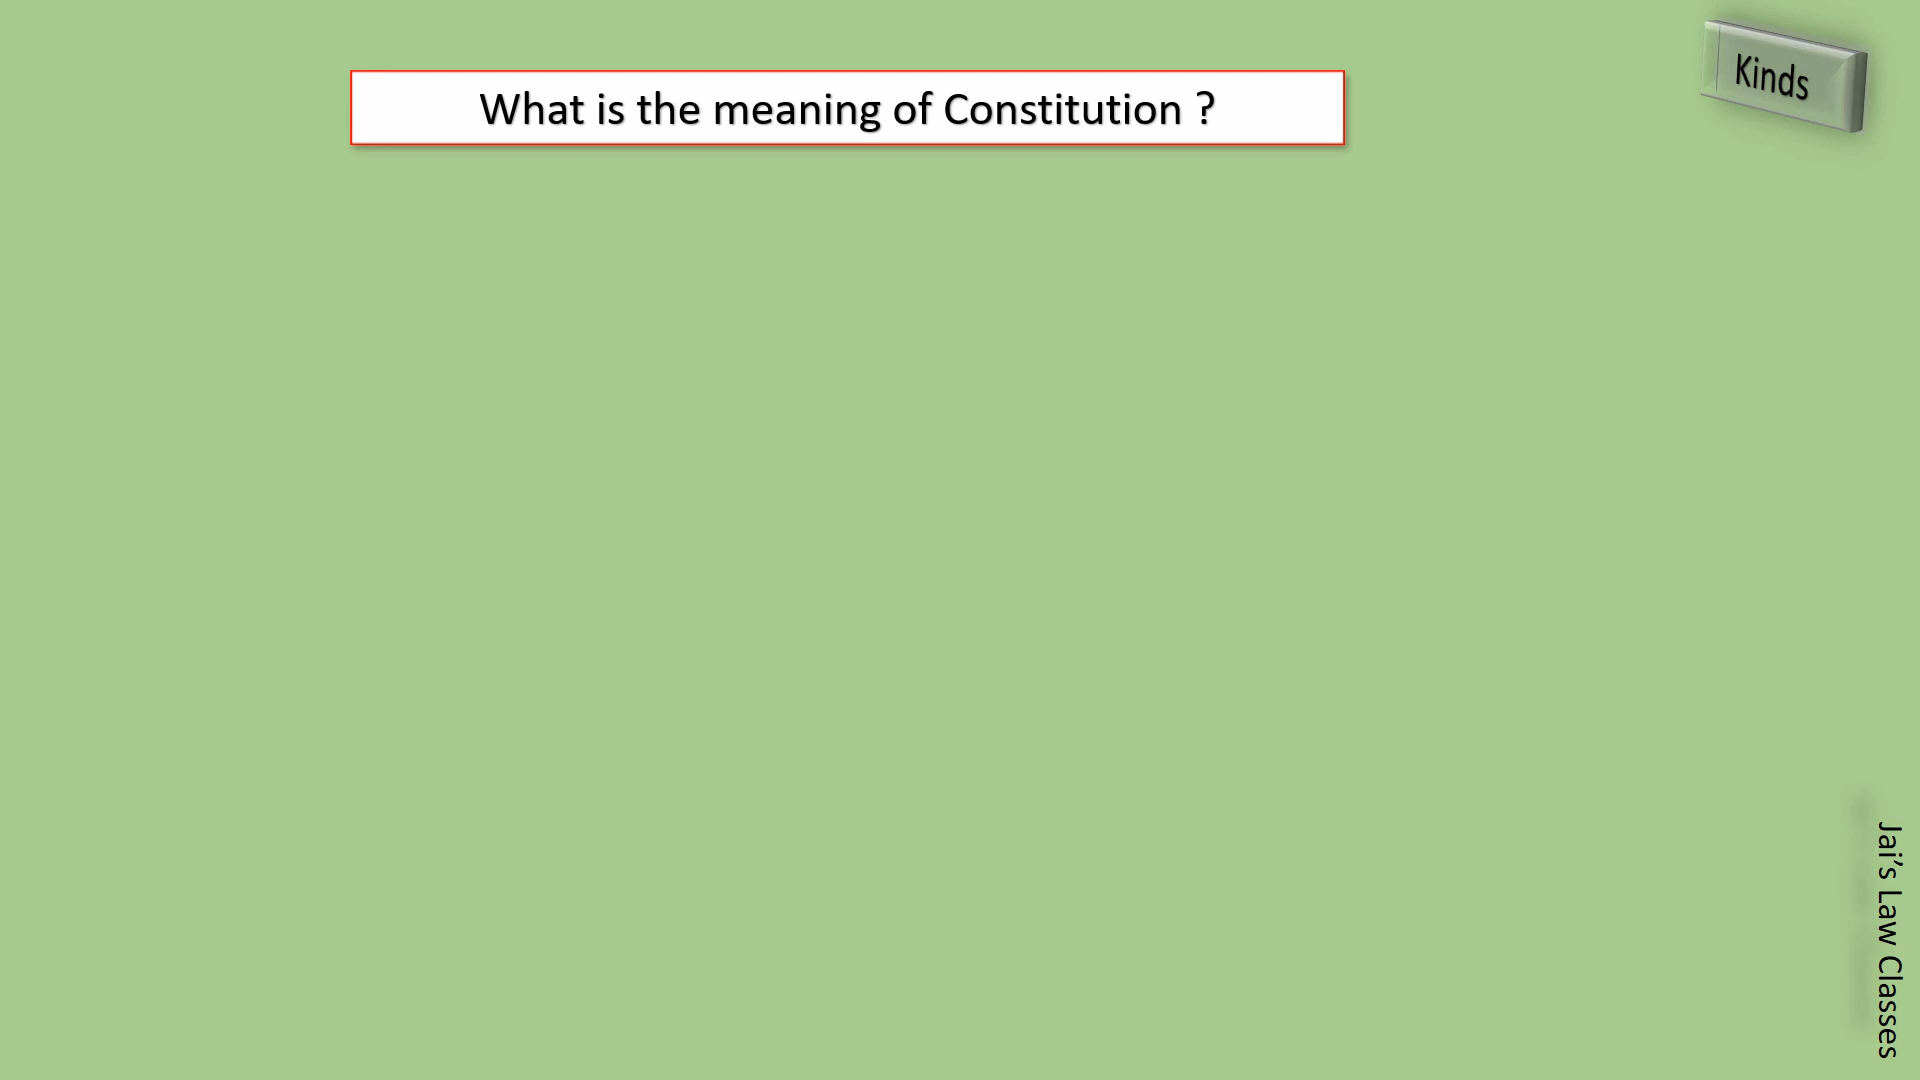 Kinds
What is the meaning of Constitution ?
Jai's Law Classes